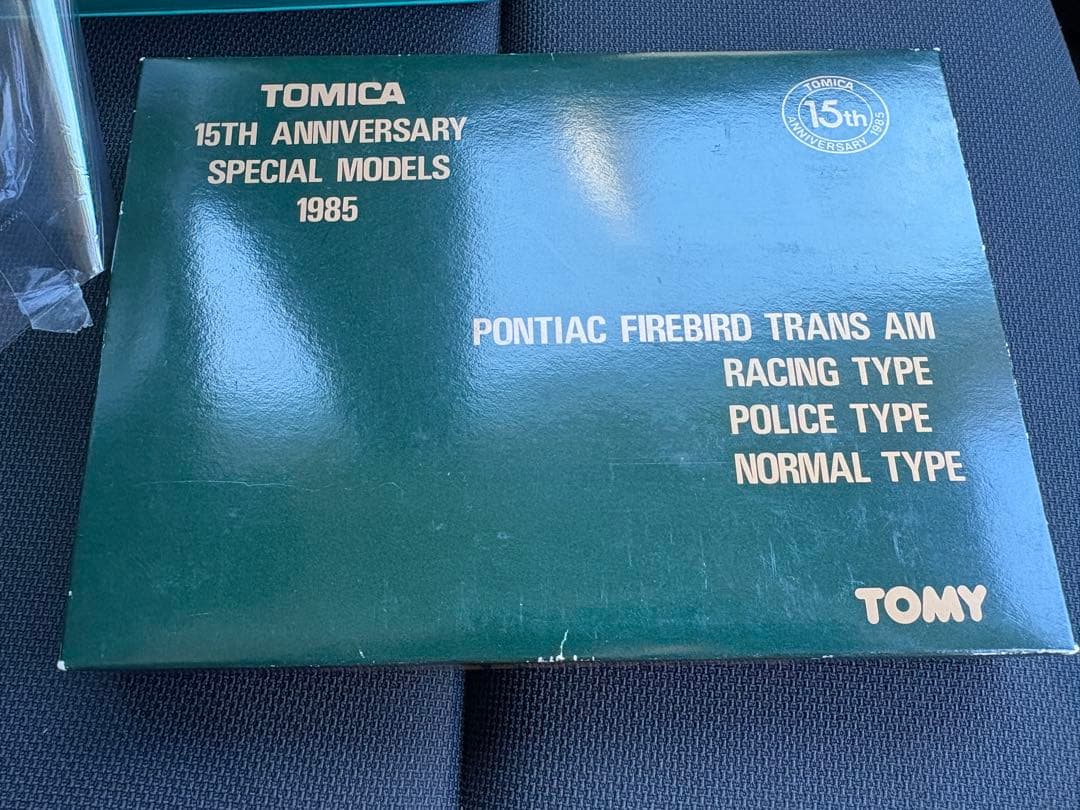 TOMICA
15TH ANNIVERSARY
SPECIAL MODELS
1985
TOMICA
15th
ANNIVERSARY 1985
PONTIAC FIREBIRD TRANS AM
RACING TYPE
POLICE TYPE
NORMAL TYPE
TOMY